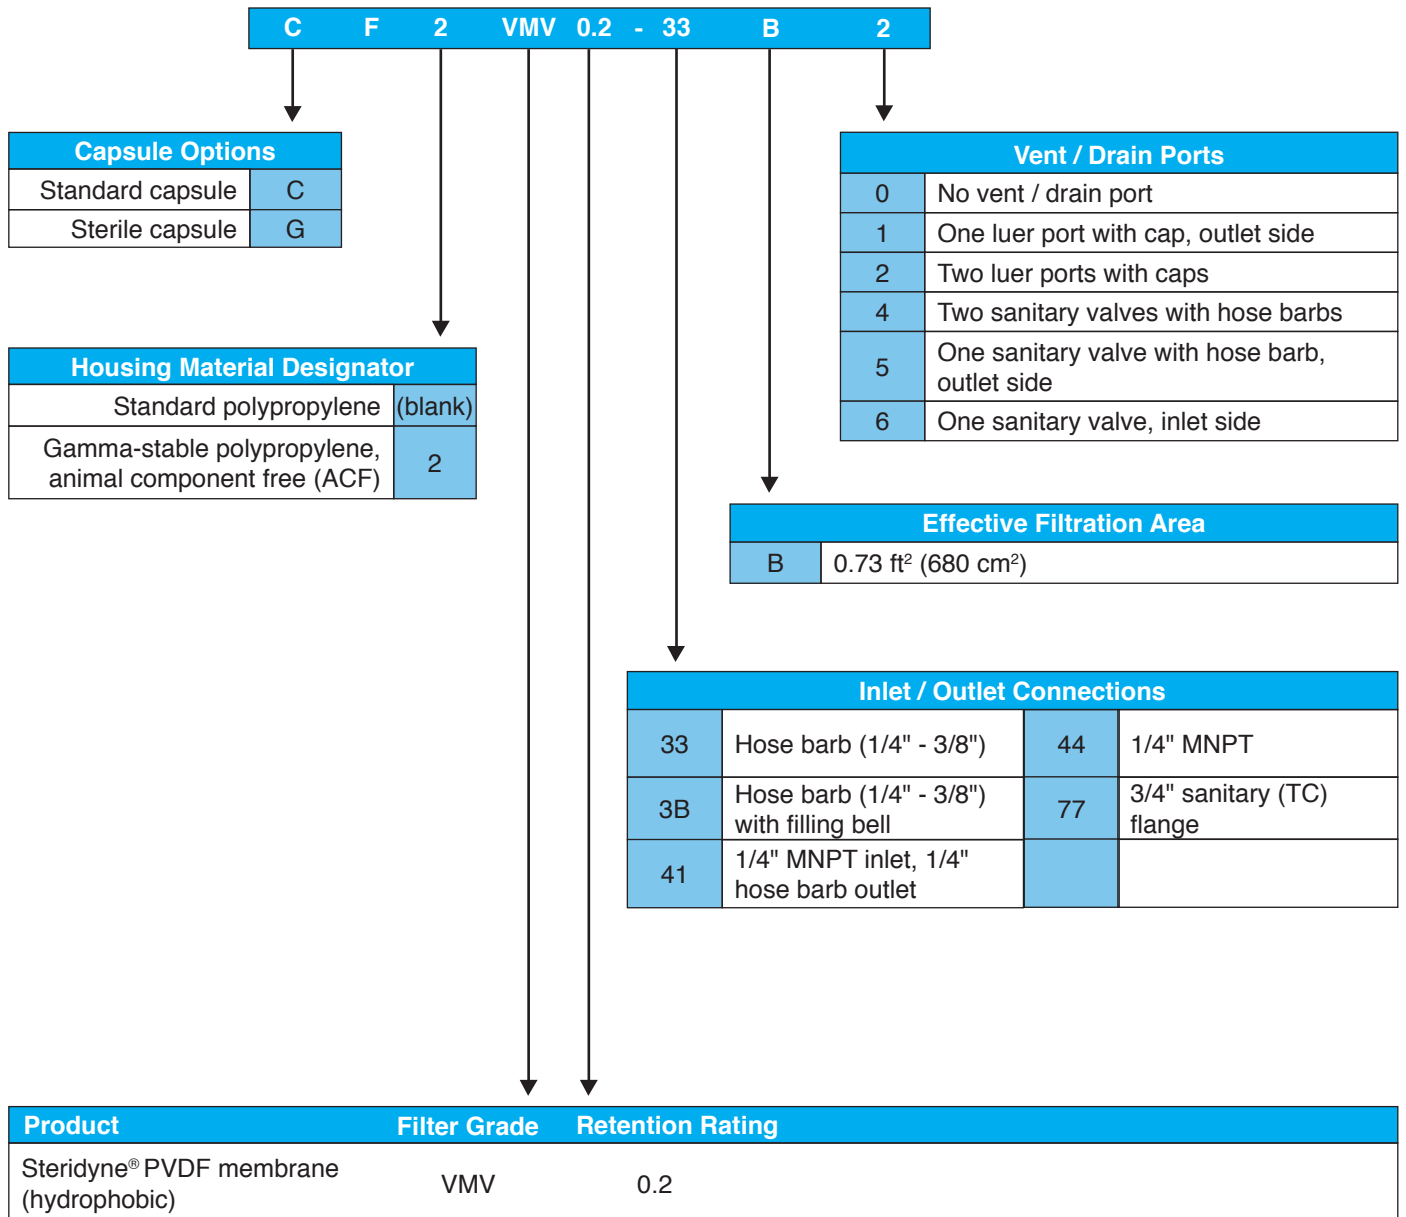 C F 2 VMV 0.2 - 33 B 2
Capsule Options
Standard capsule C
Sterile capsule G
Housing Material Designator
Standard polypropylene (blank)
Gamma-stable polypropylene,
animal component free (ACF) 2
Vent / Drain Ports
0 No vent / drain port
1 One luer port with cap, outlet side
2 Two luer ports with caps
4 Two sanitary valves with hose barbs
5 One sanitary valve with hose barb,
outlet side
6 One sanitary valve, inlet side
Effective Filtration Area
B 0.73 ft² (680 cm²)
Inlet / Outlet Connections
33 Hose barb (1/4" - 3/8") 44 1/4" MNPT
3B Hose barb (1/4" - 3/8")
with filling bell
77 3/4" sanitary (TC)
flange
41 1/4" MNPT inlet, 1/4"
hose barb outlet
Product Filter Grade Retention Rating
Steridyne® PVDF membrane
(hydrophobic) VMV 0.2